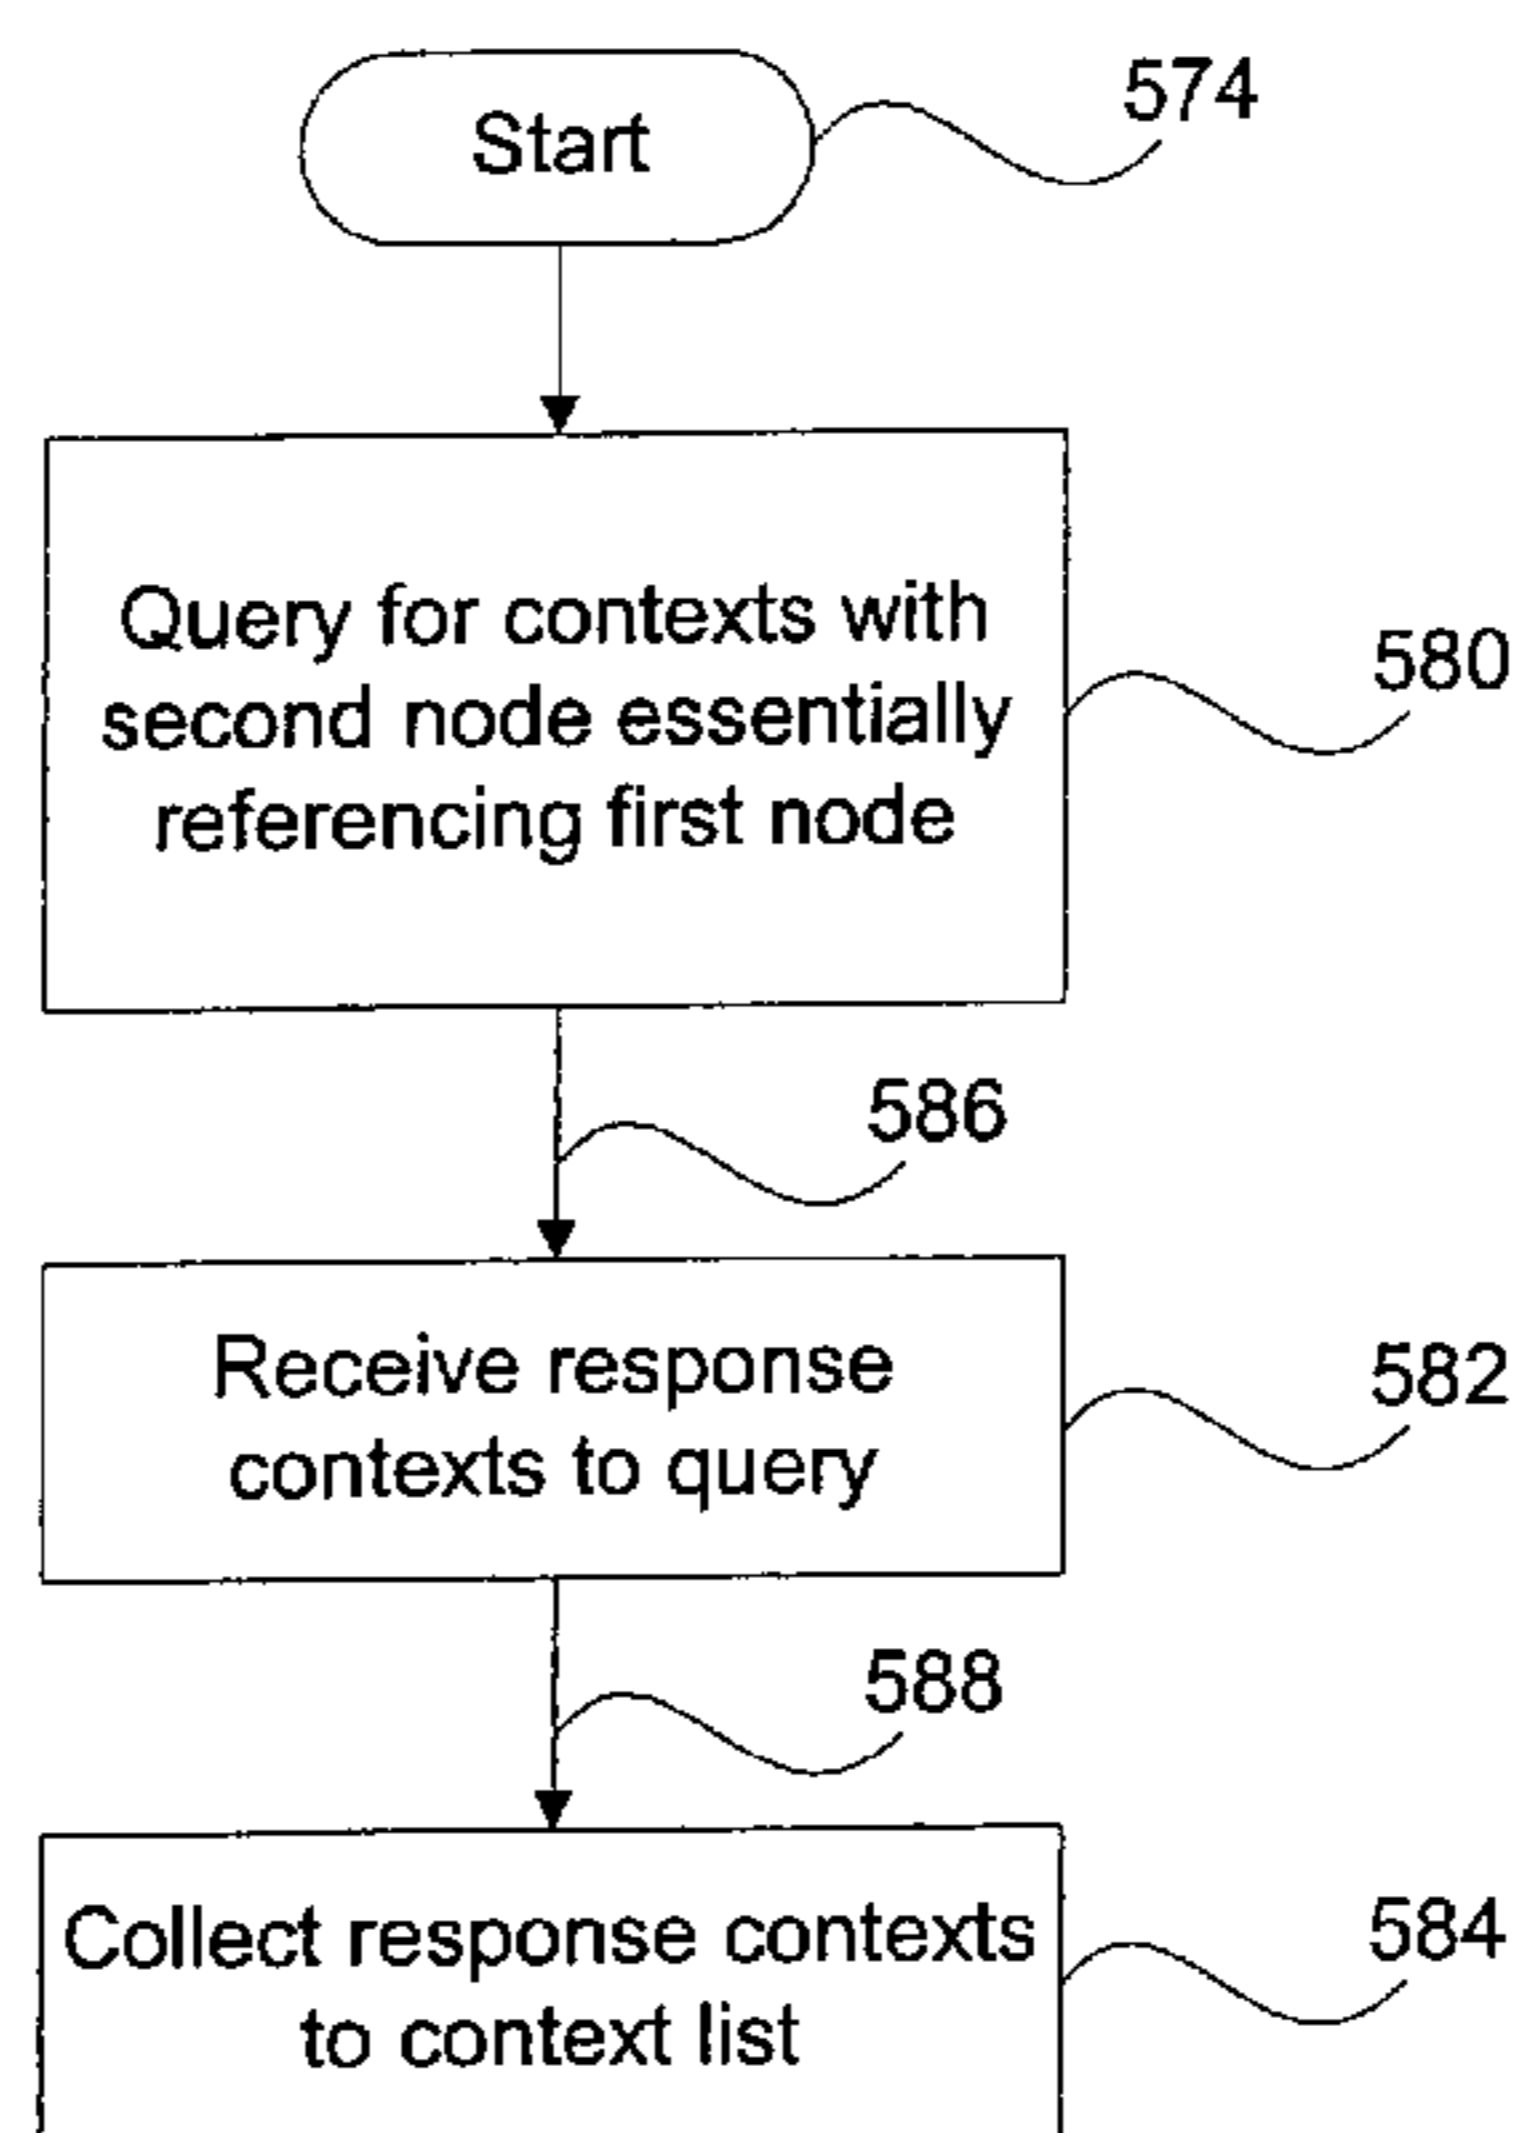 Start
574
Query for contexts with
second node essentially
referencing first node
580
586
Receive response
contexts to query
582
588
Collect response contexts
to context list
584